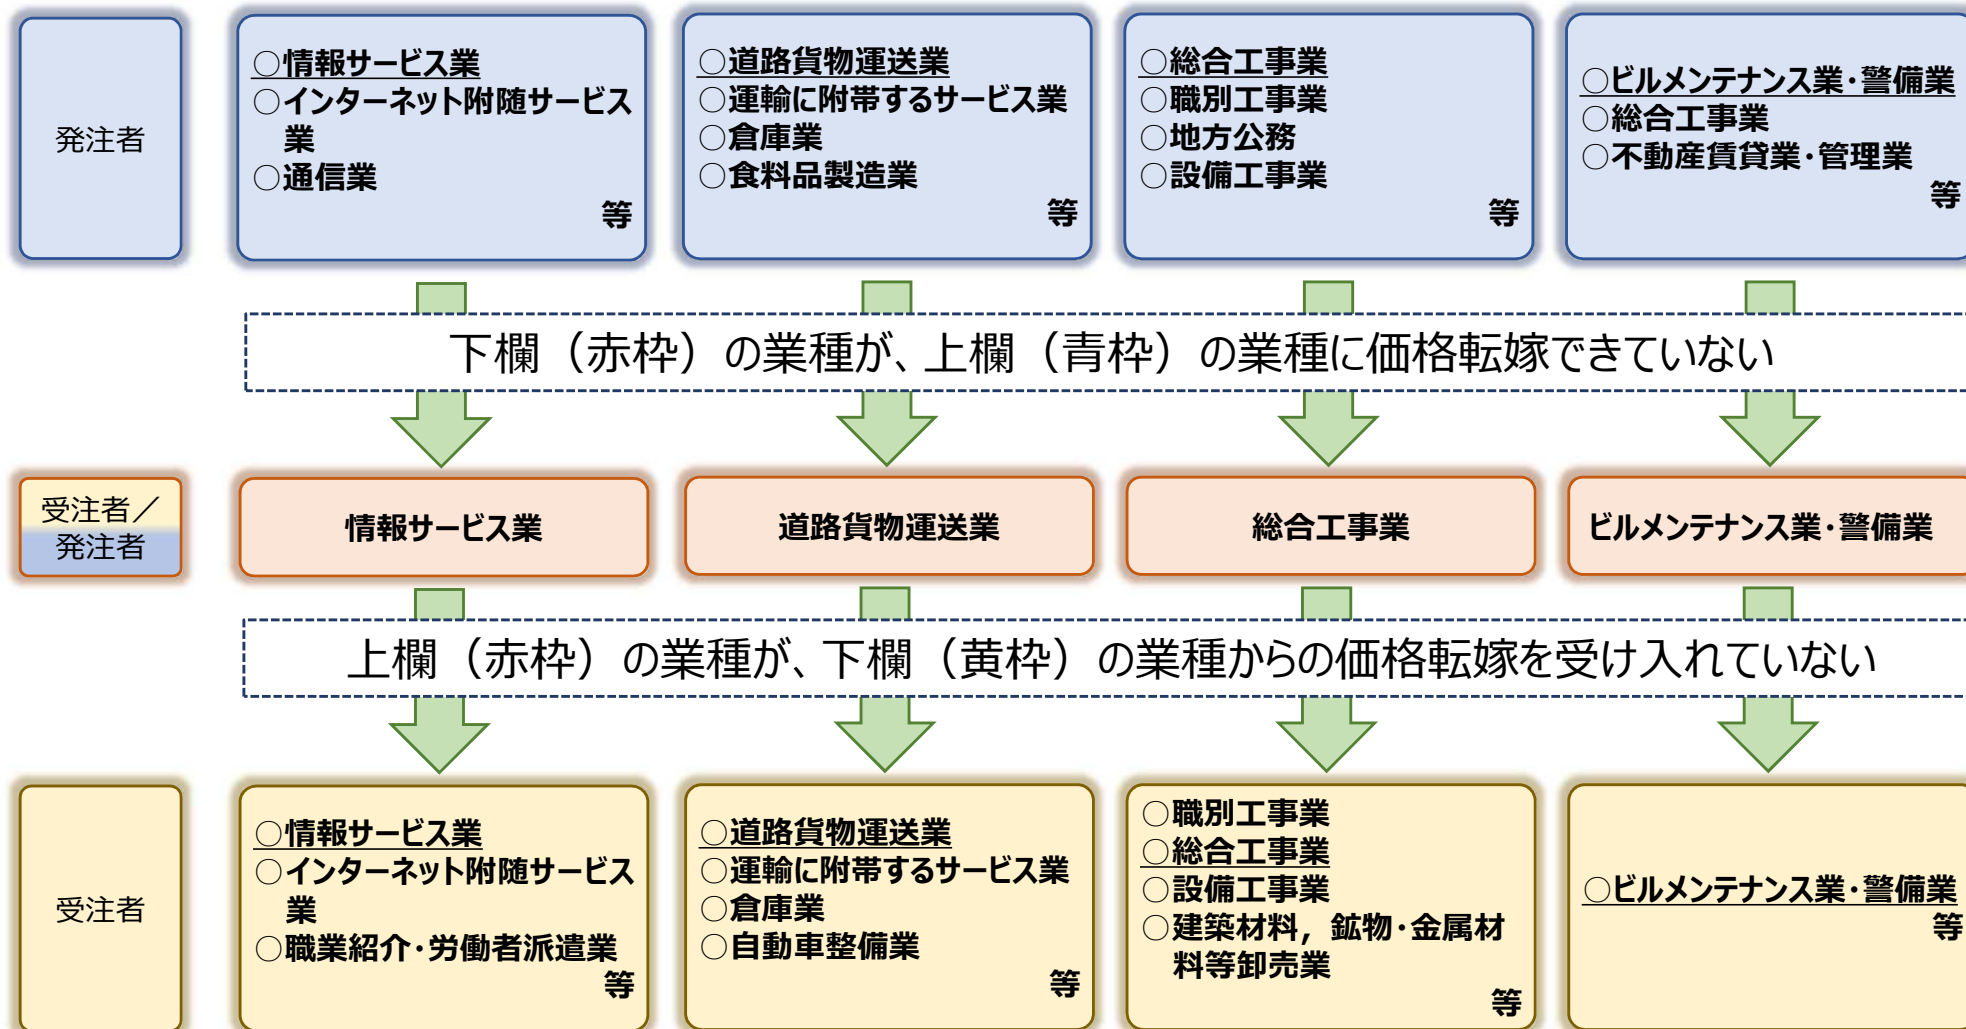 発注者
○情報サービス業
○インターネット附随サービス
業
○通信業
等
○道路貨物運送業
○運輸に附帯するサービス業
○倉庫業
○食料品製造業
等
○総合工事業
○職別工事業
○地方公務
○設備工事業
等
○ビルメンテナンス業・警備業
○総合工事業
○不動産賃貸業・管理業
等
下欄（赤枠）の業種が、上欄（青枠）の業種に価格転嫁できていない
受注者／
発注者
情報サービス業
道路貨物運送業
総合工事業
ビルメンテナンス業・警備業
上欄（赤枠）の業種が、下欄（黄枠）の業種からの価格転嫁を受け入れていない
受注者
○情報サービス業
○インターネット附随サービス
業
○職業紹介・労働者派遣業
等
○道路貨物運送業
○運輸に附帯するサービス業
○倉庫業
○自動車整備業
等
○職別工事業
○総合工事業
○設備工事業
○建築材料，鉱物・金属材
料等卸売業
等
○ビルメンテナンス業・警備業
等